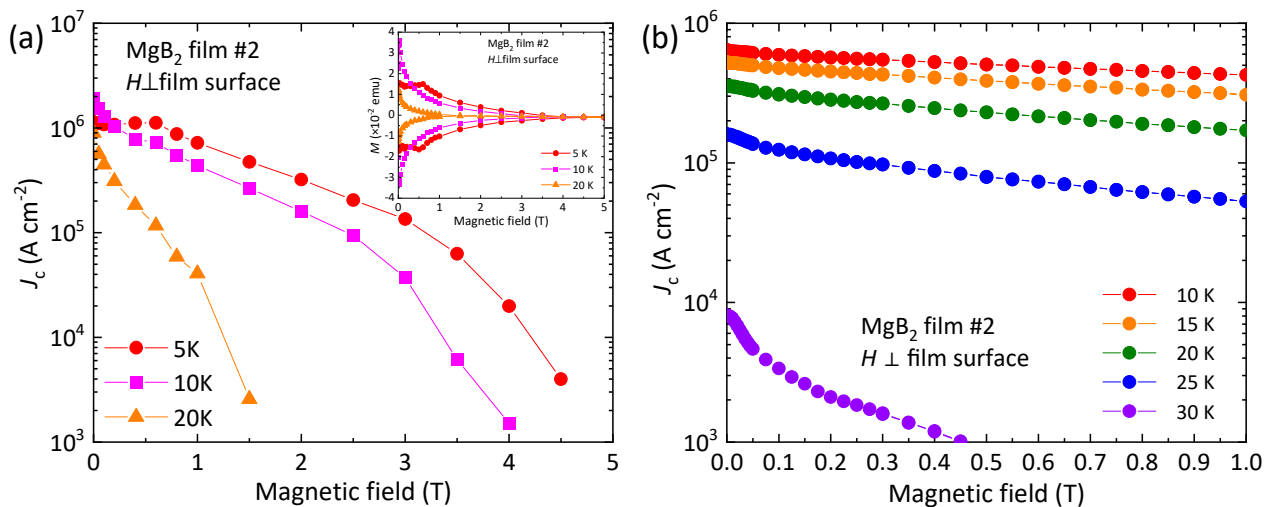 (a)
MgB₂ film #2
H⊥film surface
J_c (A cm⁻²)
10⁷
10⁶
10⁵
10⁴
10³
5K
10K
20K
0 1 2 3 4 5
Magnetic field (T)
MgB₂ film #2
H⊥film surface
M (×10⁻² emu)
4
3
2
1
0
-1
-2
-3
-4
5 K
10 K
20 K
0 1 2 3 4 5
Magnetic field (T)
(b)
J_c (A cm⁻²)
10⁶
10⁵
10⁴
10³
MgB₂ film #2
H ⊥ film surface
10 K
15 K
20 K
25 K
30 K
0.0 0.1 0.2 0.3 0.4 0.5 0.6 0.7 0.8 0.9 1.0
Magnetic field (T)